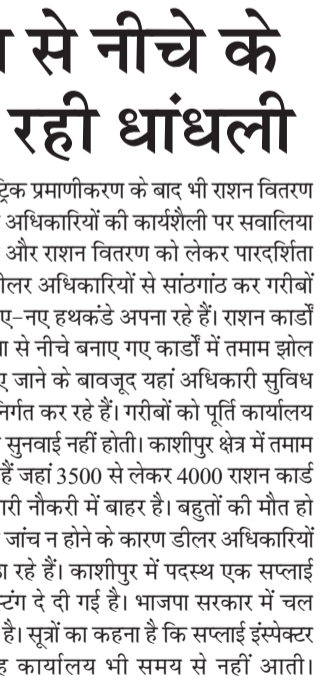 से नीचे के
रही धांधली
प्रमाणीकरण के बाद भी राशन वितरण
अधिकारियों की कार्यशैली पर सवालिया
और राशन वितरण को लेकर पारदर्शिता
अधिकारियों से सांठगांठ कर गरीबों
हथकंडे अपना रहे हैं। राशन कार्डों
से नीचे बनाए गए कार्डों में तमाम झोल
जाने के बावजूद यहां अधिकारी सुविध
कर रहे हैं। गरीबों को पूर्ति कार्यालय
सुनवाई नहीं होती। काशीपुर क्षेत्र में तमाम
हैं जहां 3500 से लेकर 4000 राशन कार्ड
नौकरी में बाहर है। बहुतों की मौत हो
जांच न होने के कारण डीलर अधिकारियों
रहे हैं। काशीपुर में पदस्थ एक सप्लाई
दे दी गई है। भाजपा सरकार में चल
है। सूत्रों का कहना है कि सप्लाई इंस्पेक्टर
कार्यालय भी समय से नहीं आती।